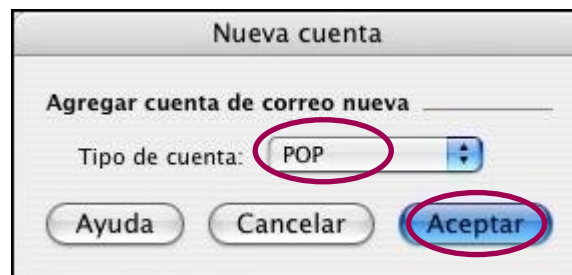 Nueva cuenta
Agregar cuenta de correo nueva
Tipo de cuenta: POP
Ayuda Cancelar Aceptar